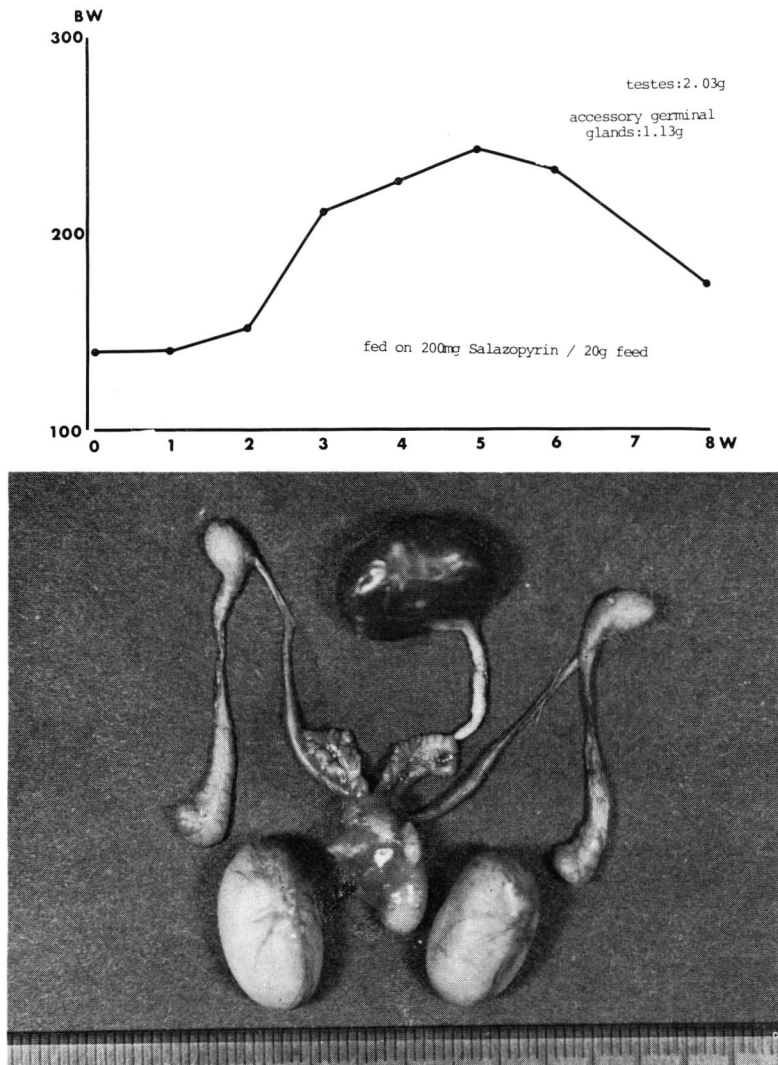 BW
300
testes:2.03g
accessory germinal
glands:1.13g
200
fed on 200mg Salazopyrin / 20g feed
100
0 1 2 3 4 5 6 7 8 W